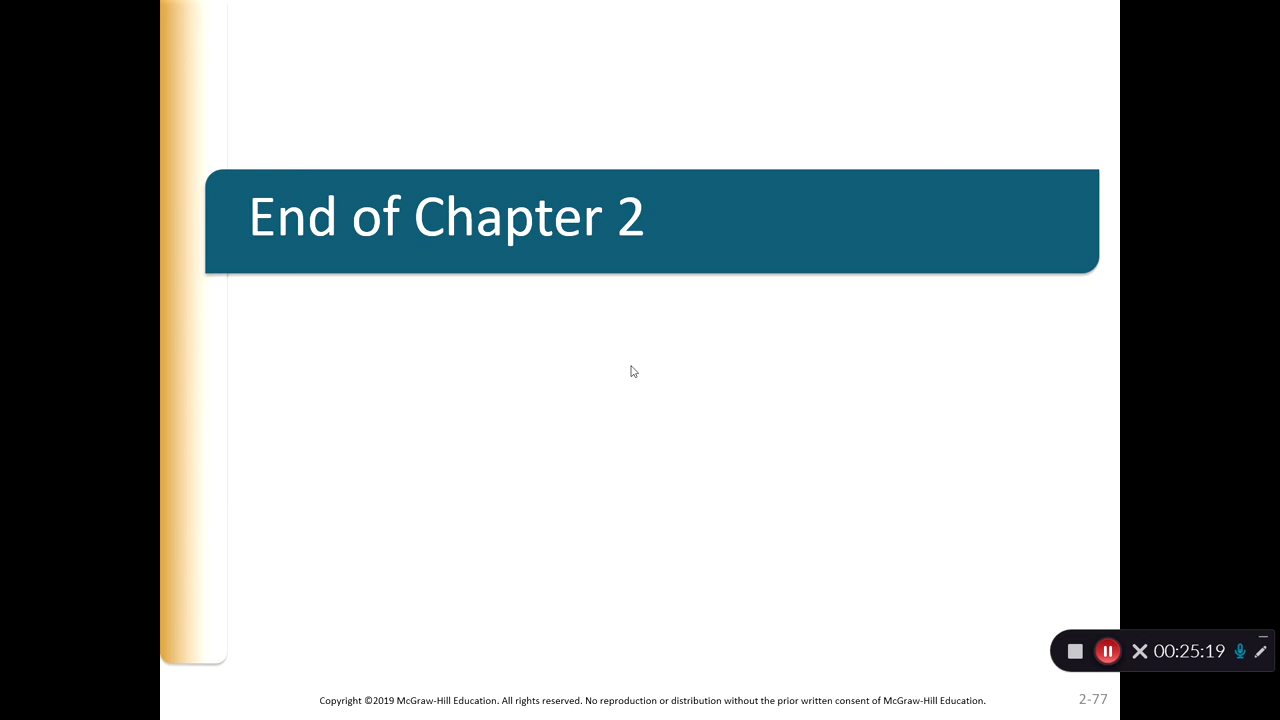 End of Chapter 2
00:25:19
Copyright ©2019 McGraw-Hill Education. All rights reserved. No reproduction or distribution without the prior written consent of McGraw-Hill Education.
2-77